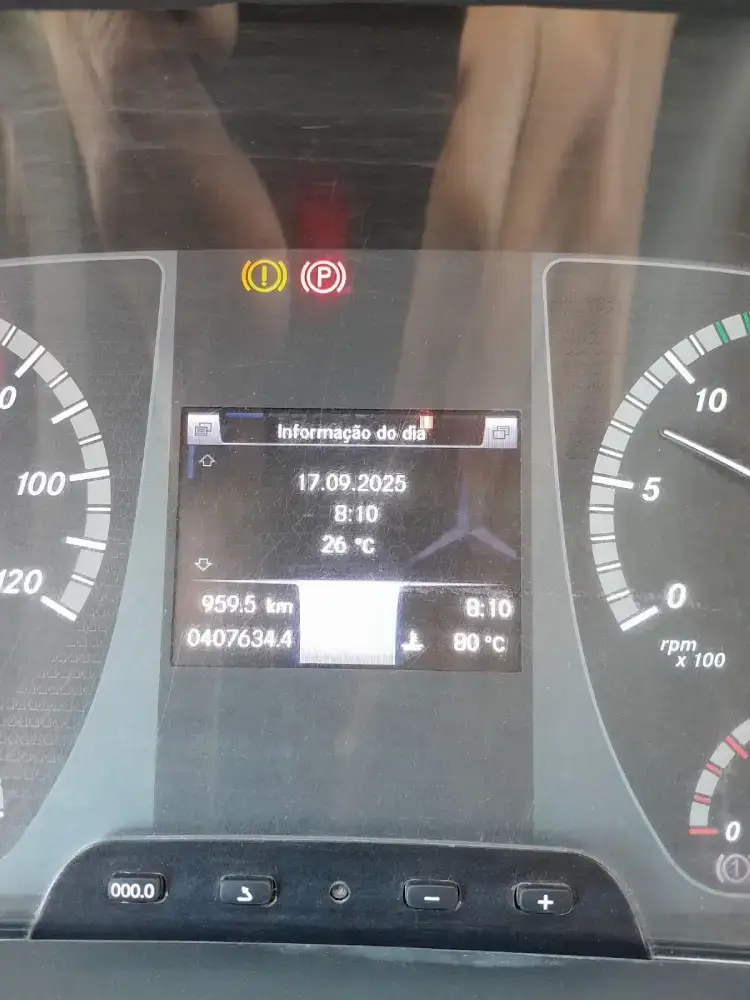 (!) (P)
0
100
120
10
5
0
rpm
x 100
Informação do dia
17.09.2025
8:10
26 °C
959.5 km
8:10
0407634.4
80 °C
0
1
000.0
-
+